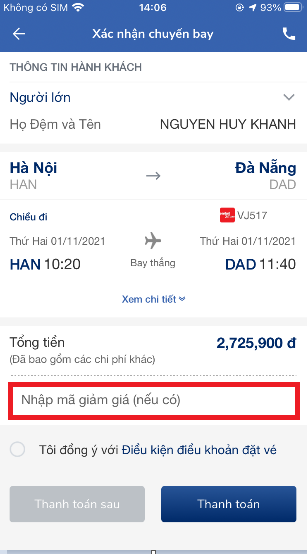 Không có SIM 14:06 93%
Xác nhận chuyến bay
THÔNG TIN HÀNH KHÁCH
Người lớn
Họ Đệm và Tên NGUYEN HUY KHANH
Hà Nội Đà Nẵng
HAN DAD
Chiều đi VJ517
Thứ Hai 01/11/2021 Thứ Hai 01/11/2021
HAN 10:20 Bay thẳng DAD 11:40
Xem chi tiết
Tổng tiền 2,725,900 đ
(Đã bao gồm các chi phí khác)
Nhập mã giảm giá (nếu có)
Tôi đồng ý với Điều kiện điều khoản đặt vé
Thanh toán sau Thanh toán